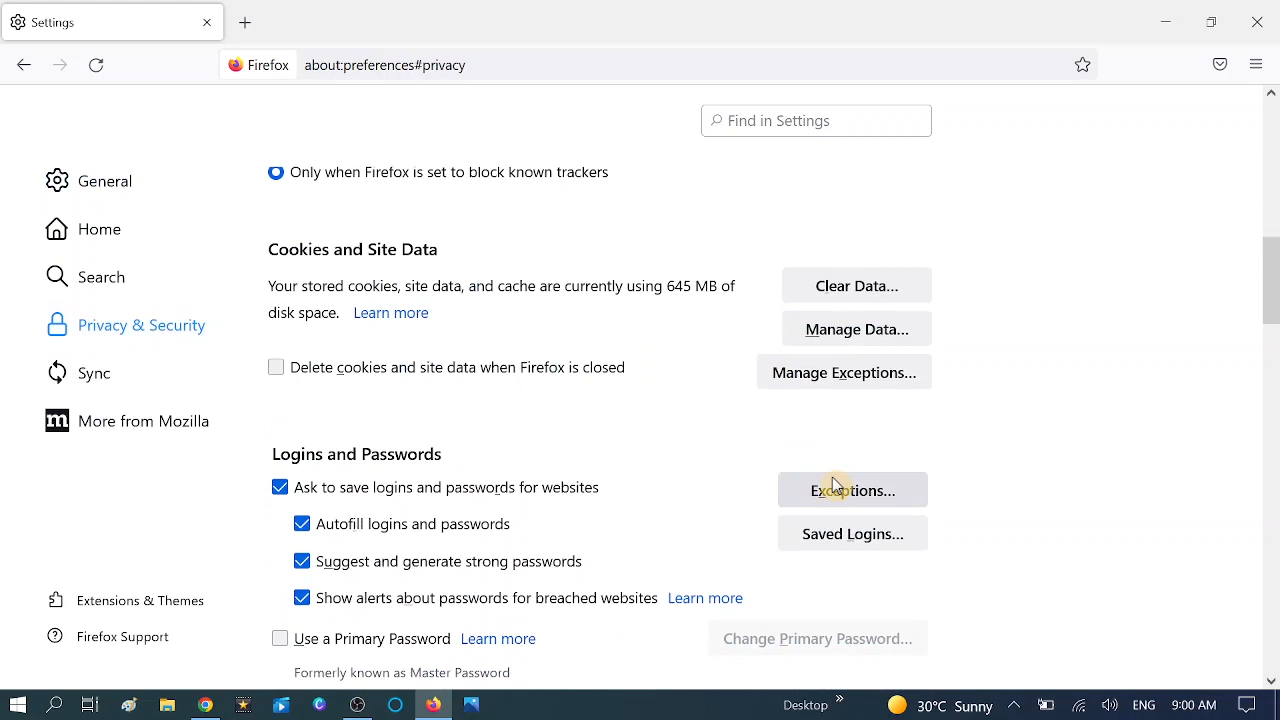 Settings
Firefox
about:preferences#privacy
Find in Settings
General
Home
Search
Privacy & Security
Sync
More from Mozilla
Extensions & Themes
Firefox Support
Only when Firefox is set to block known trackers
Cookies and Site Data
Your stored cookies, site data, and cache are currently using 645 MB of
disk space. Learn more
Clear Data...
Manage Data...
Delete cookies and site data when Firefox is closed
Manage Exceptions...
Logins and Passwords
Ask to save logins and passwords for websites
Exceptions...
Autofill logins and passwords
Saved Logins...
Suggest and generate strong passwords
Show alerts about passwords for breached websites Learn more
Use a Primary Password Learn more
Change Primary Password...
Formerly known as Master Password
Desktop
30°C Sunny
ENG
9:00 AM